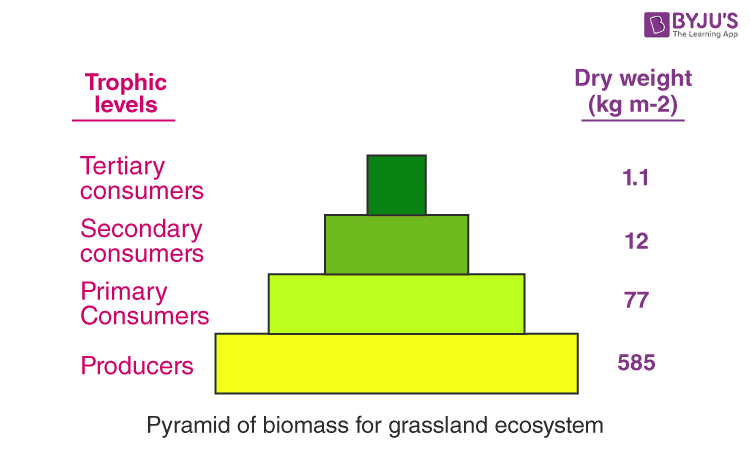 BYJU'S
The Learning App
Trophic
levels
Dry weight
(kg m-2)
Tertiary
consumers
1.1
Secondary
consumers
12
Primary
Consumers
77
Producers
585
Pyramid of biomass for grassland ecosystem